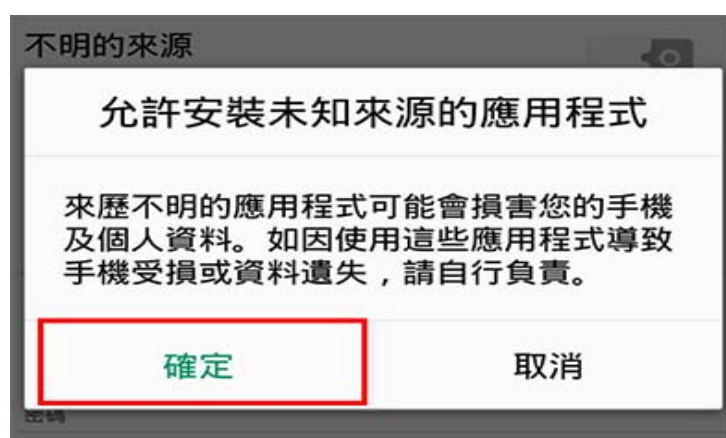 不明的來源
允許安裝未知來源的應用程式
來歷不明的應用程式可能會損害您的手機
及個人資料。如因使用這些應用程式導致
手機受損或資料遺失，請自行負責。
確定
取消
密碼